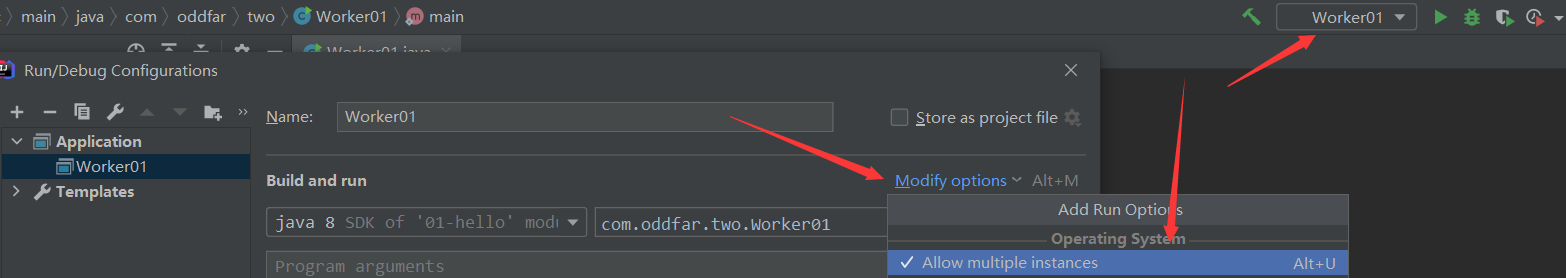 main
java
com
oddfar
two
Worker01
main
Worker01
Worker01.java
Run/Debug Configurations
Name:
Worker01
Store as project file
Application
Worker01
Templates
Build and run
Modify options
Alt+M
java 8 SDK of '01-hello' modu
com.oddfar.two.Worker01
Add Run Options
Operating System
Allow multiple instances
Alt+U
Program arguments